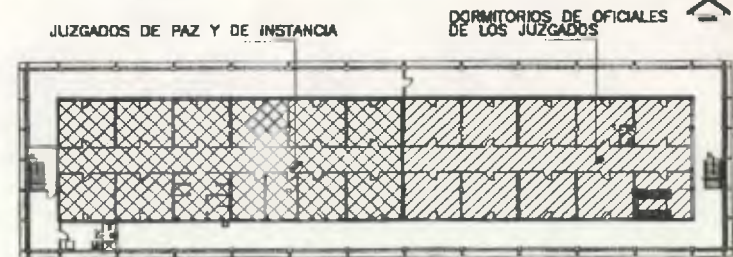 JUZGADOS DE PAZ Y DE INSTANCIA
DORMITORIOS DE OFICIALES
DE LOS JUZGADOS